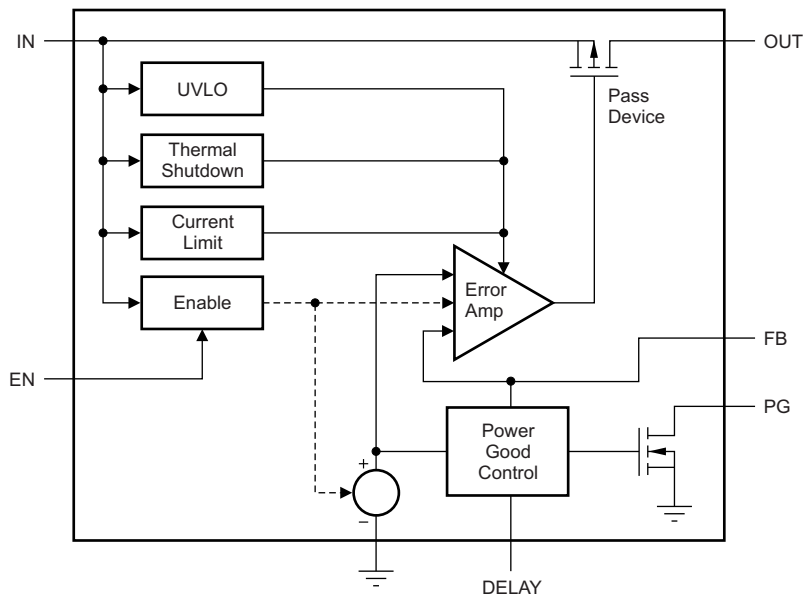 IN
OUT
UVLO
Pass
Device
Thermal
Shutdown
Current
Limit
Enable
Error
Amp
EN
FB
PG
Power
Good
Control
+
–
DELAY